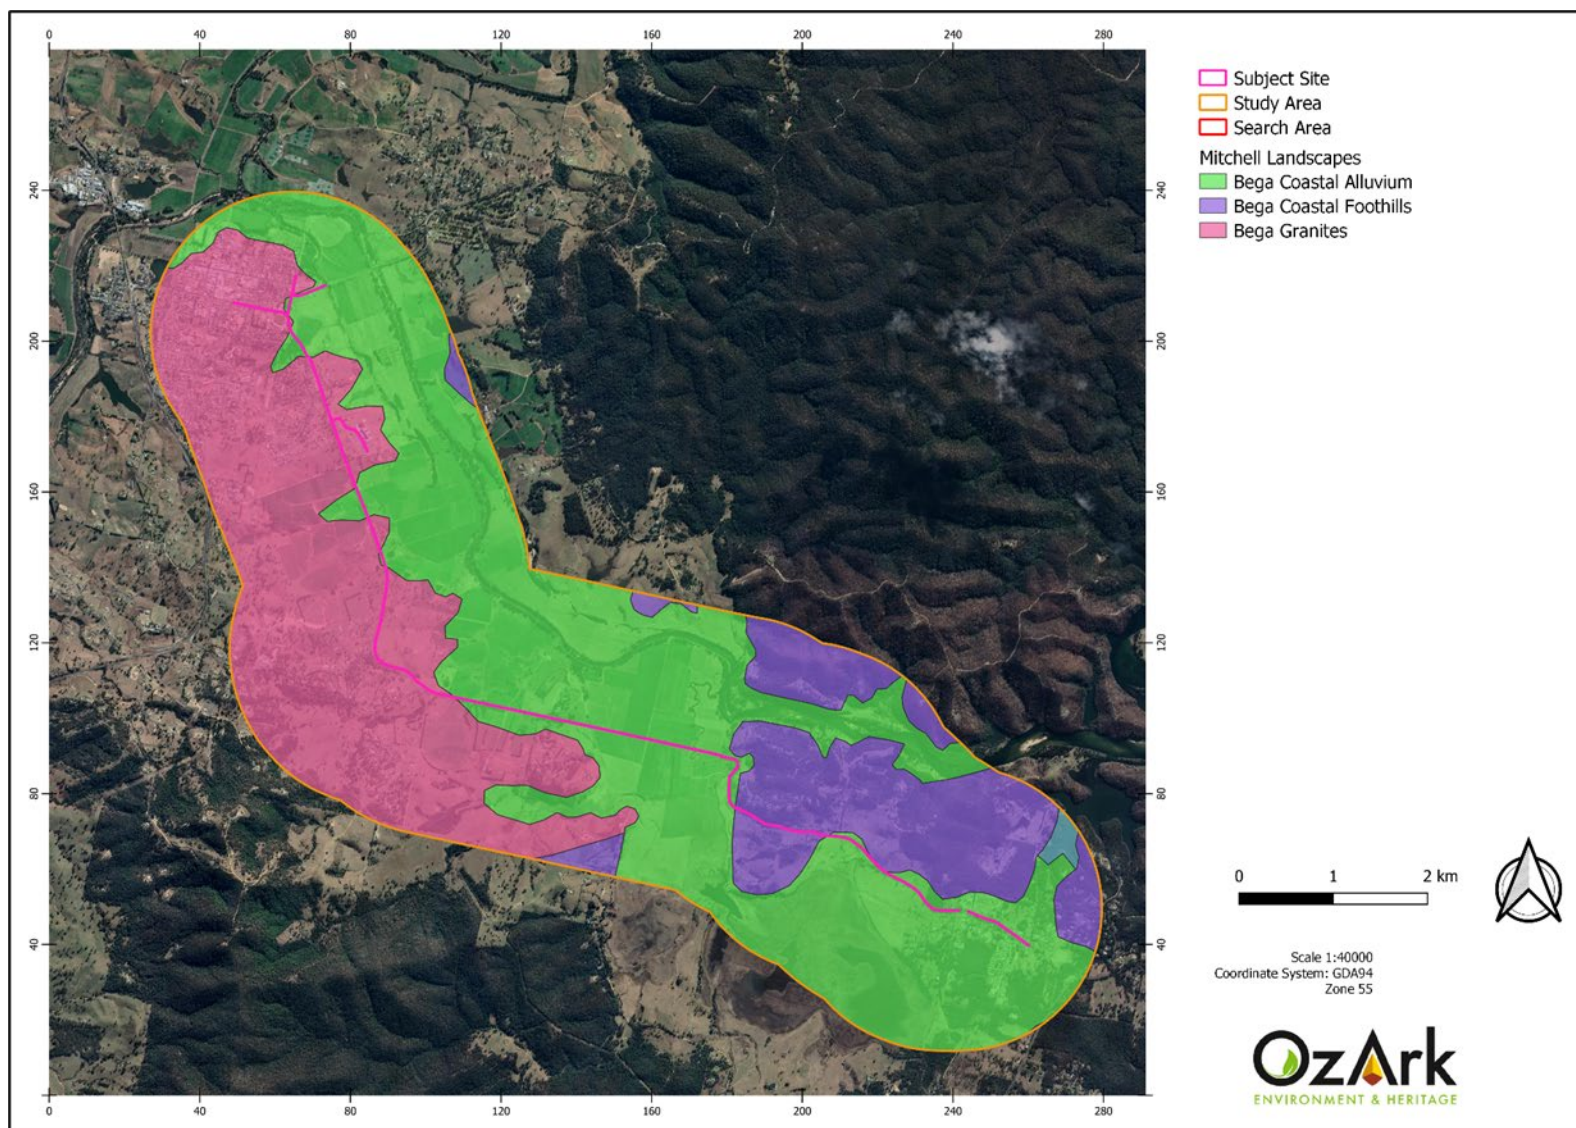 0 40 80 120 160 200 240 280
240 240
200 200
160 160
120 120
80 80
40 40
0 40 80 120 160 200 240 280
Subject Site
Study Area
Search Area
Mitchell Landscapes
Bega Coastal Alluvium
Bega Coastal Foothills
Bega Granites
0 1 2 km
Scale 1:40000
Coordinate System: GDA94
Zone 55
OzArk
ENVIRONMENT & HERITAGE